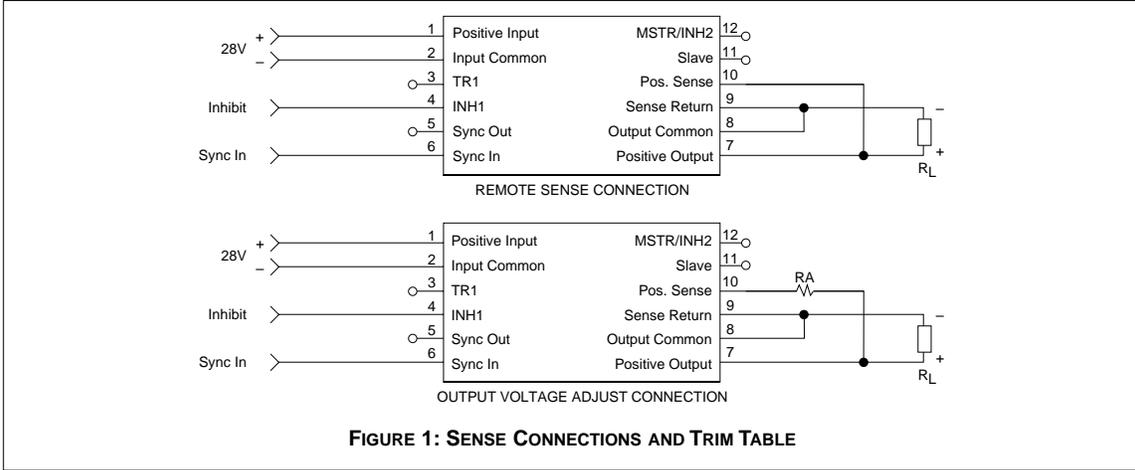 + 28V –
1 Positive Input MSTR/INH2 12
2 Input Common Slave 11
3 TR1 Pos. Sense 10
Inhibit 4 INH1 Sense Return 9 –
5 Sync Out Output Common 8
Sync In 6 Sync In Positive Output 7 +
RL
REMOTE SENSE CONNECTION
+ 28V –
1 Positive Input MSTR/INH2 12
2 Input Common Slave 11
3 TR1 Pos. Sense 10 RA
Inhibit 4 INH1 Sense Return 9 –
5 Sync Out Output Common 8
Sync In 6 Sync In Positive Output 7 +
RL
OUTPUT VOLTAGE ADJUST CONNECTION
FIGURE 1: SENSE CONNECTIONS AND TRIM TABLE